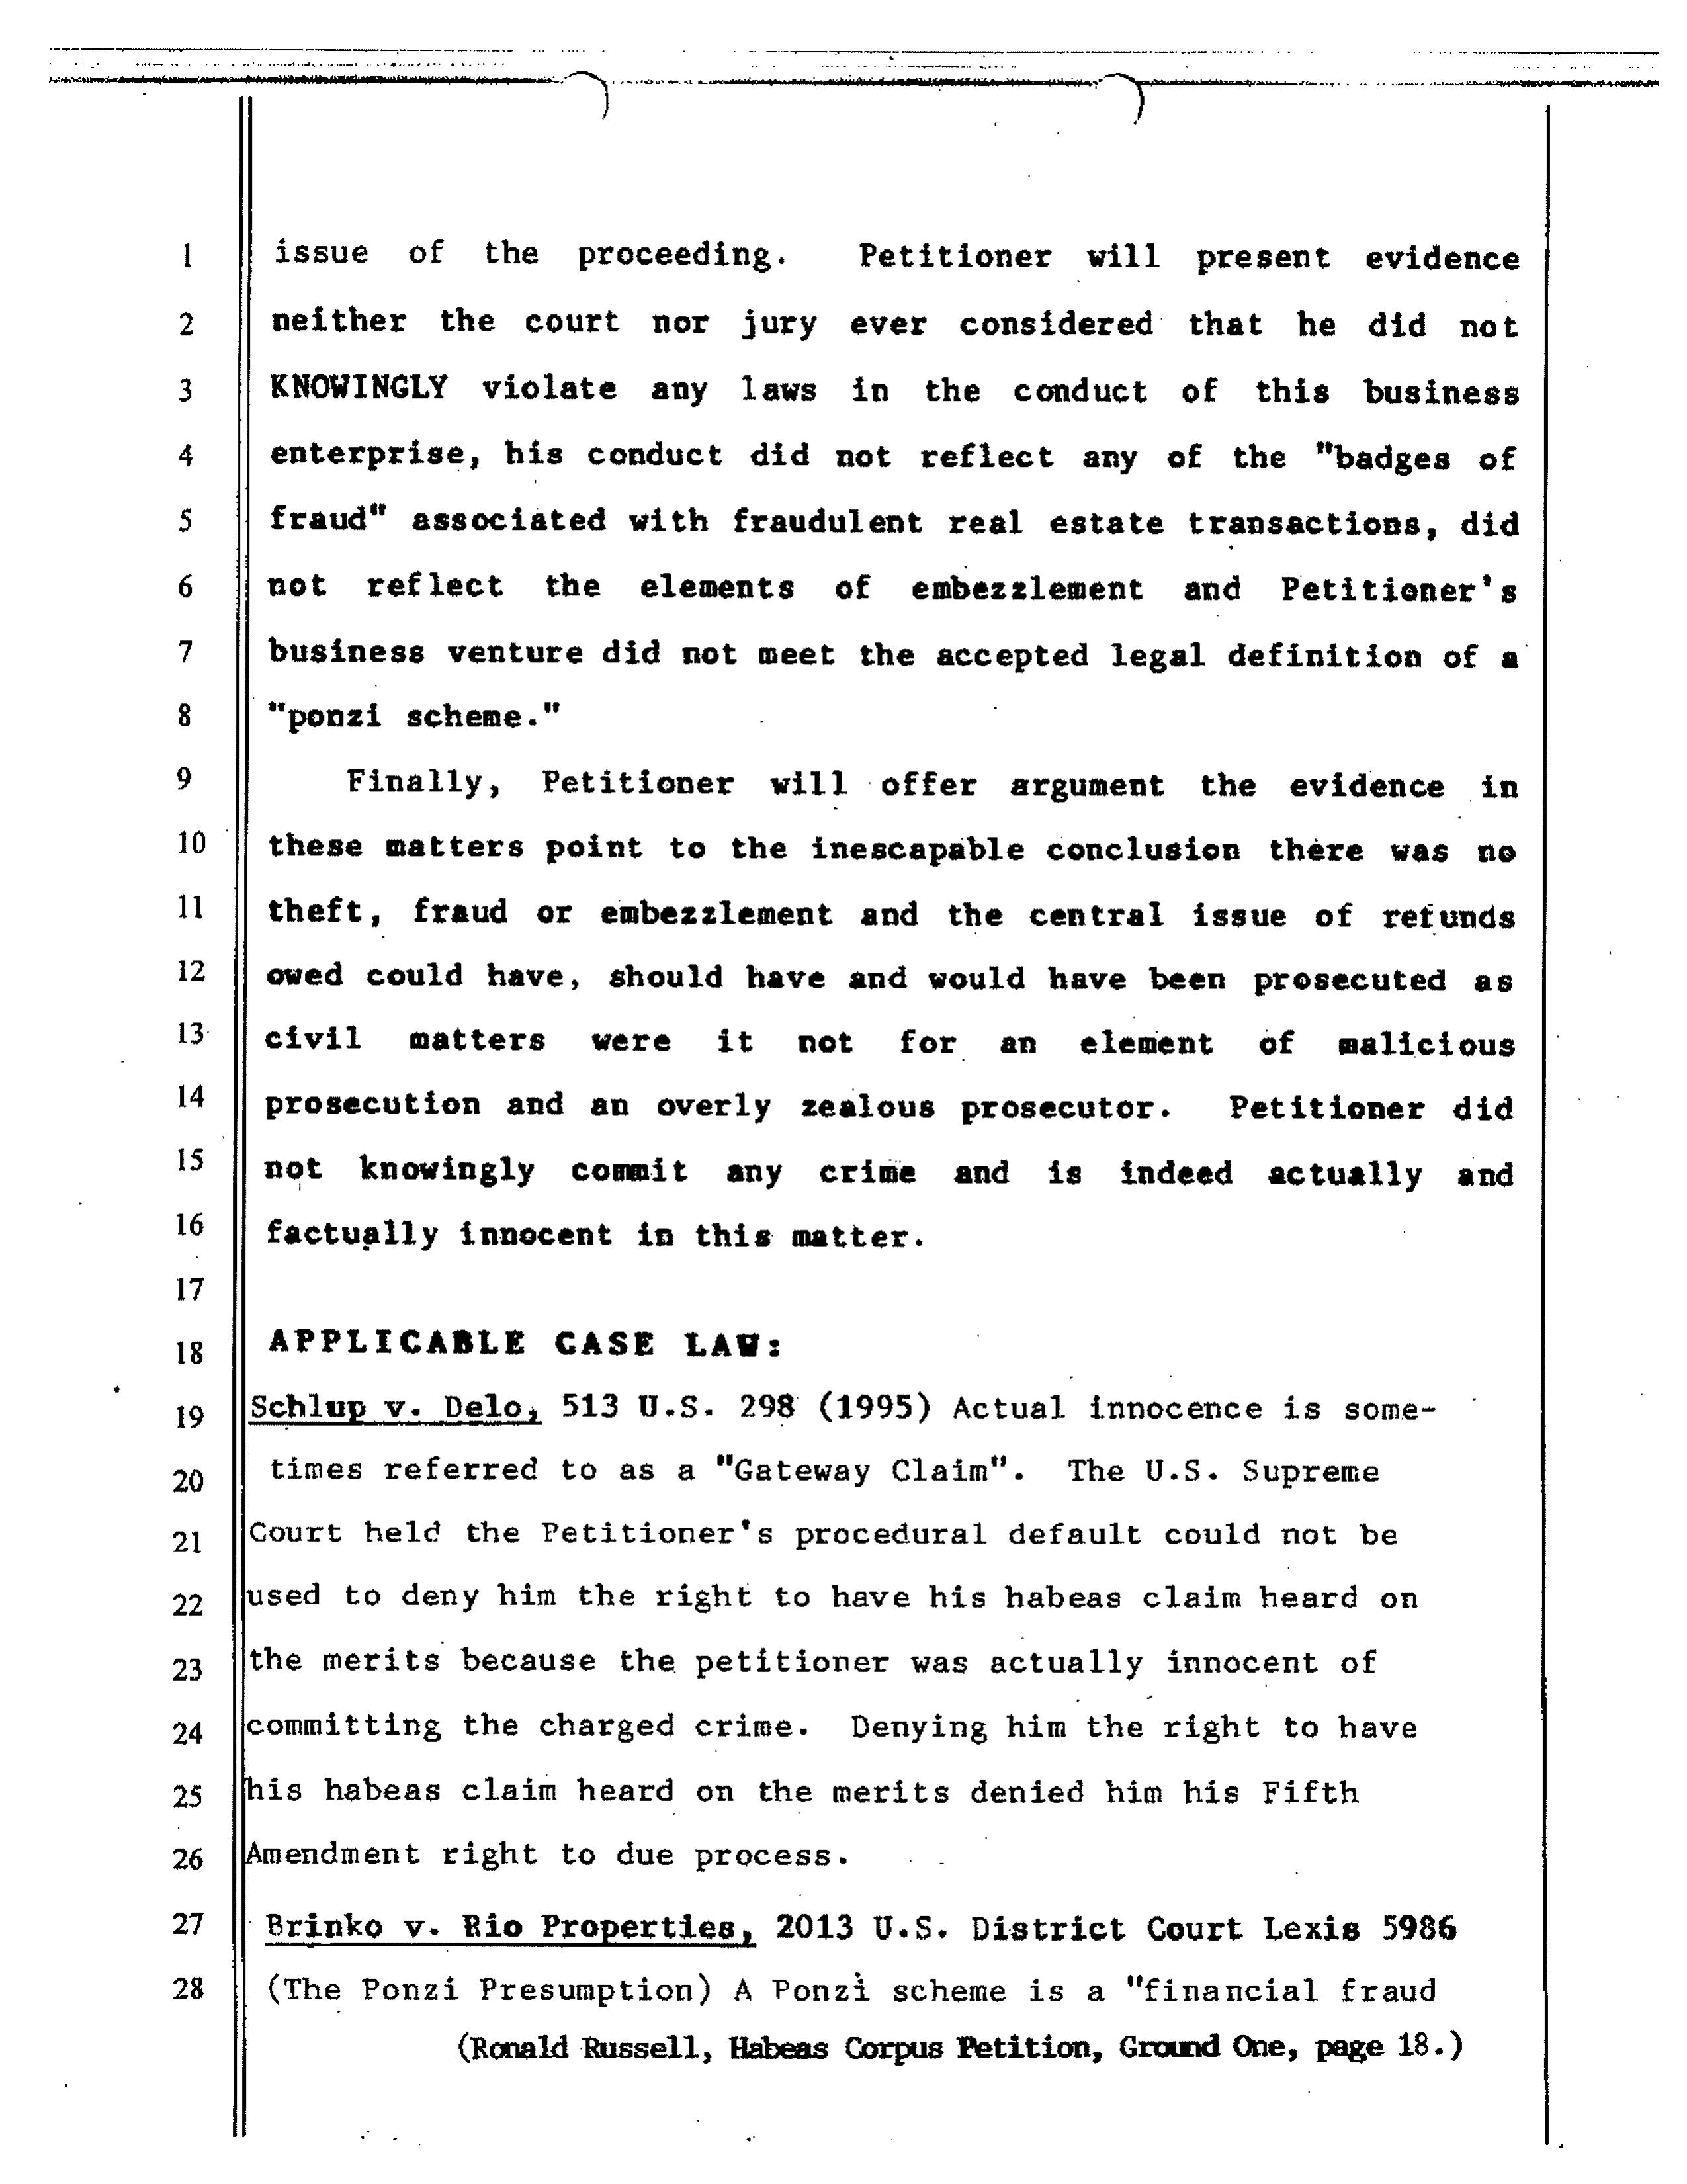 1 issue of the proceeding. Petitioner will present evidence
2 neither the court nor jury ever considered that he did not
3 KNOWINGLY violate any laws in the conduct of this business
4 enterprise, his conduct did not reflect any of the "badges of
5 fraud" associated with fraudulent real estate transactions, did
6 not reflect the elements of embezzlement and Petitioner's
7 business venture did not meet the accepted legal definition of a
8 "ponzi scheme."
9 Finally, Petitioner will offer argument the evidence in
10 these matters point to the inescapable conclusion there was no
11 theft, fraud or embezzlement and the central issue of refunds
12 owed could have, should have and would have been prosecuted as
13 civil matters were it not for an element of malicious
14 prosecution and an overly zealous prosecutor. Petitioner did
15 not knowingly commit any crime and is indeed actually and
16 factually innocent in this matter.
17
18 APPLICABLE CASE LAW:
19 Schlup v. Delo, 513 U.S. 298 (1995) Actual innocence is some-
20 times referred to as a "Gateway Claim". The U.S. Supreme
21 Court held the Petitioner's procedural default could not be
22 used to deny him the right to have his habeas claim heard on
23 the merits because the petitioner was actually innocent of
24 committing the charged crime. Denying him the right to have
25 his habeas claim heard on the merits denied him his Fifth
26 Amendment right to due process.
27 Brinko v. Rio Properties, 2013 U.S. District Court Lexis 5986
28 (The Ponzi Presumption) A Ponzi scheme is a "financial fraud
(Ronald Russell, Habeas Corpus Petition, Ground One, page 18.)